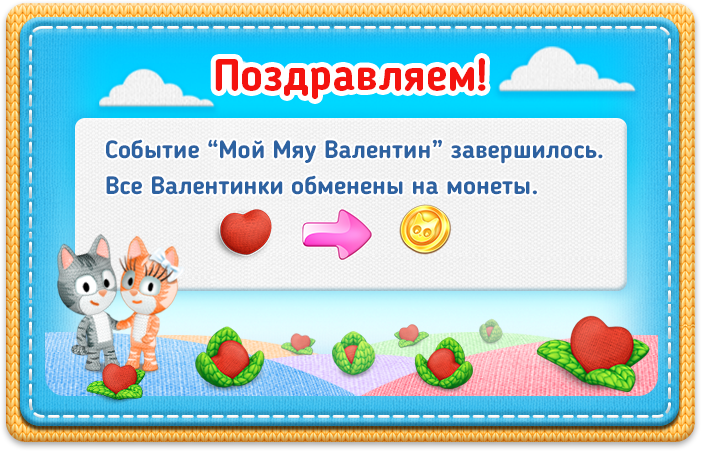 Поздравляем!
Событие “Мой Мяу Валентин” завершилось.
Все Валентинки обменены на монеты.